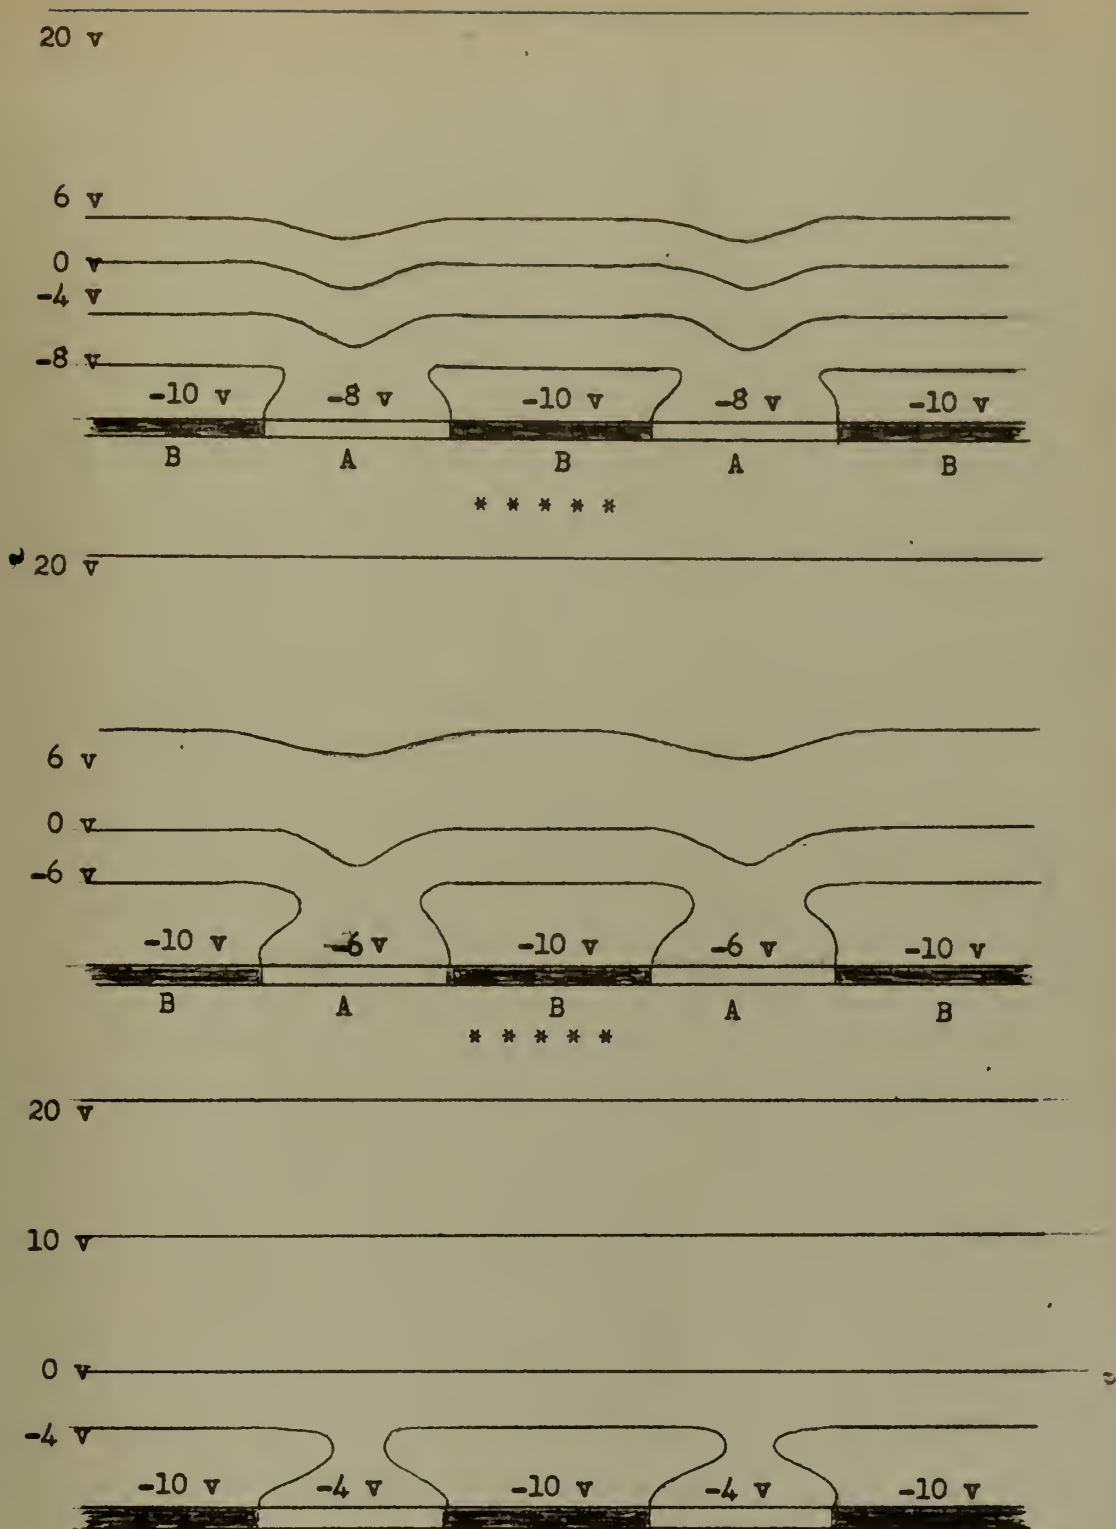 20 v
6 v
0 v
-4 v
-8 v
-10 v -8 v -10 v -8 v -10 v
B A B A B
* * * * *
20 v
6 v
0 v
-6 v
-10 v -6 v -10 v -6 v -10 v
B A B A B
* * * * *
20 v
10 v
0 v
-4 v
-10 v -4 v -10 v -4 v -10 v